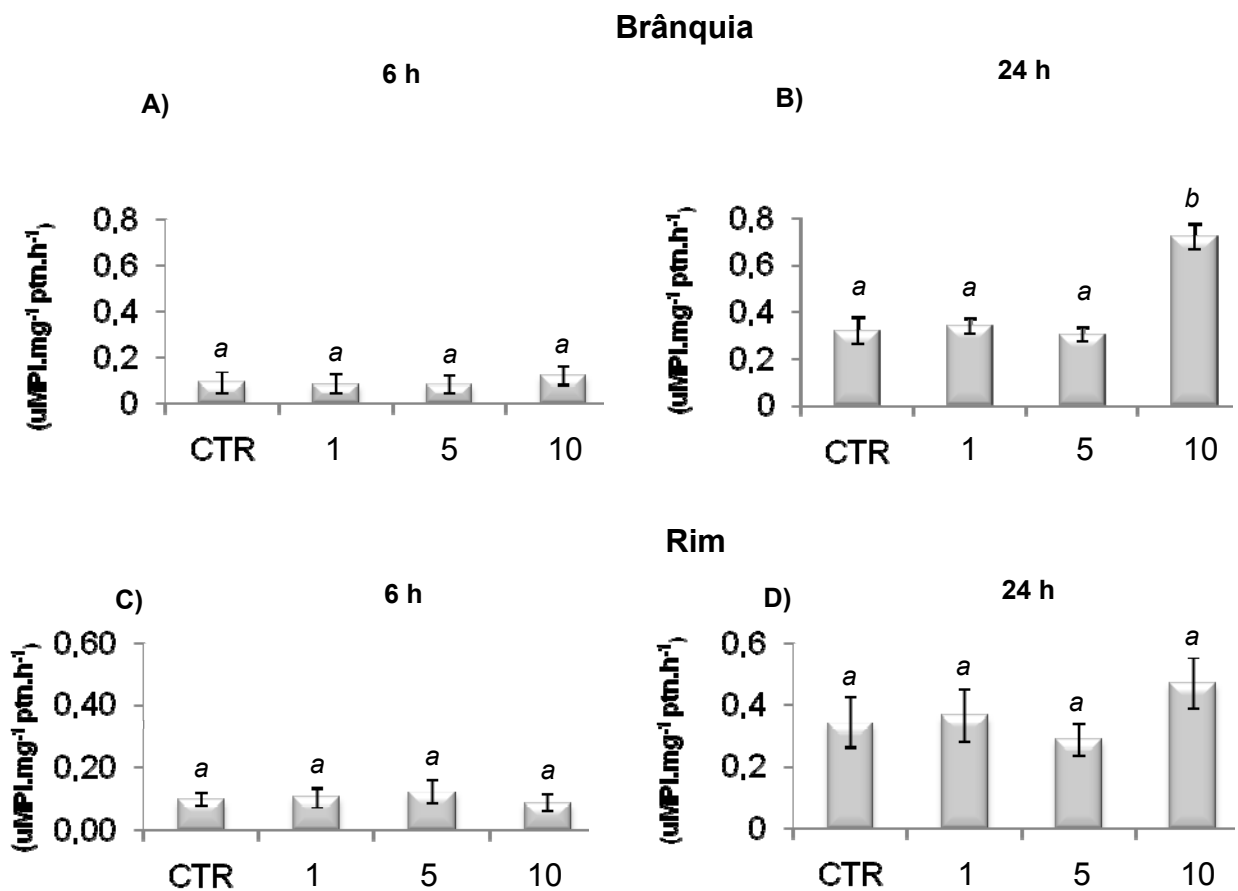 Brânquia
6 h
24 h
A)
B)
(uMPI.mg⁻¹ ptn.h⁻¹)
0,8
0,6
0,4
0,2
0
a a a a
CTR 1 5 10
(uMPI.mg⁻¹ ptn.h⁻¹)
0,8
0,6
0,4
0,2
0
a a a b
CTR 1 5 10
Rim
C)
6 h
D)
24 h
(uMPI.mg⁻¹ ptn.h⁻¹)
0,60
0,40
0,20
0,00
a a a a
CTR 1 5 10
(uMPI.mg⁻¹ ptn.h⁻¹)
0,6
0,4
0,2
0
a a a a
CTR 1 5 10